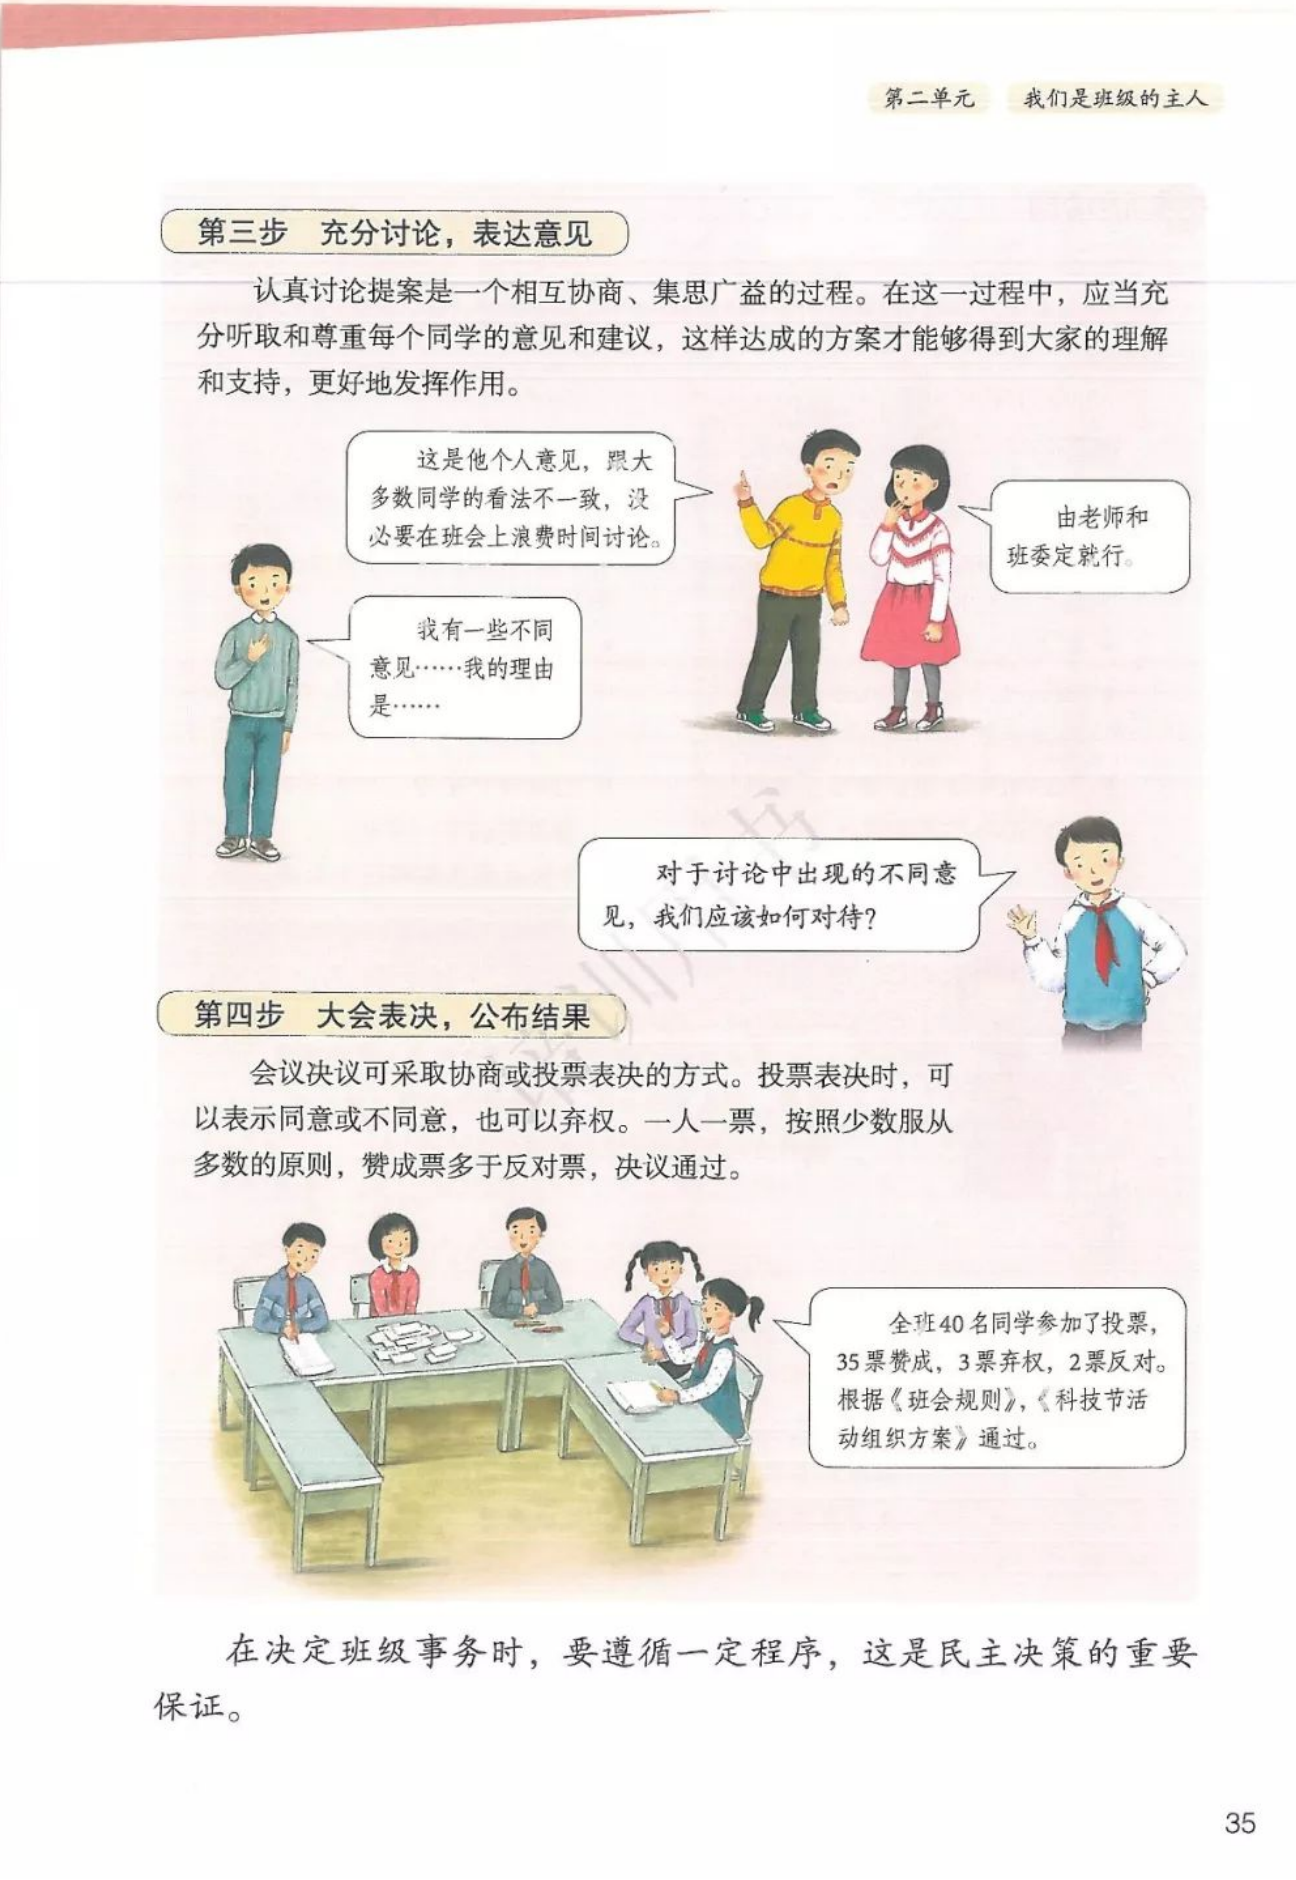 第二单元 我们是班级的主人
第三步 充分讨论，表达意见
认真讨论提案是一个相互协商、集思广益的过程。在这一过程中，应当充
分听取和尊重每个同学的意见和建议，这样达成的方案才能够得到大家的理解
和支持，更好地发挥作用。
这是他个人意见，跟大
多数同学的看法不一致，没
必要在班会上浪费时间讨论。
由老师和
班委定就行。
我有一些不同
意见……我的理由
是……
对于讨论中出现的不同意
见，我们应该如何对待？
第四步 大会表决，公布结果
会议决议可采取协商或投票表决的方式。投票表决时，可
以表示同意或不同意，也可以弃权。一人一票，按照少数服从
多数的原则，赞成票多于反对票，决议通过。
全班40名同学参加了投票，
35票赞成，3票弃权，2票反对。
根据《班会规则》，《科技节活
动组织方案》通过。
在决定班级事务时，要遵循一定程序，这是民主决策的重要
保证。
35